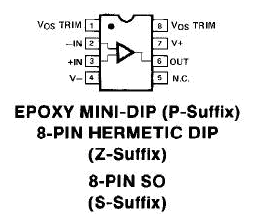 VOS TRIM 1 8 VOS TRIM
–IN 2 7 V+
+IN 3 6 OUT
V– 4 5 N.C.
EPOXY MINI-DIP (P-Suffix)
8-PIN HERMETIC DIP
(Z-Suffix)
8-PIN SO
(S-Suffix)